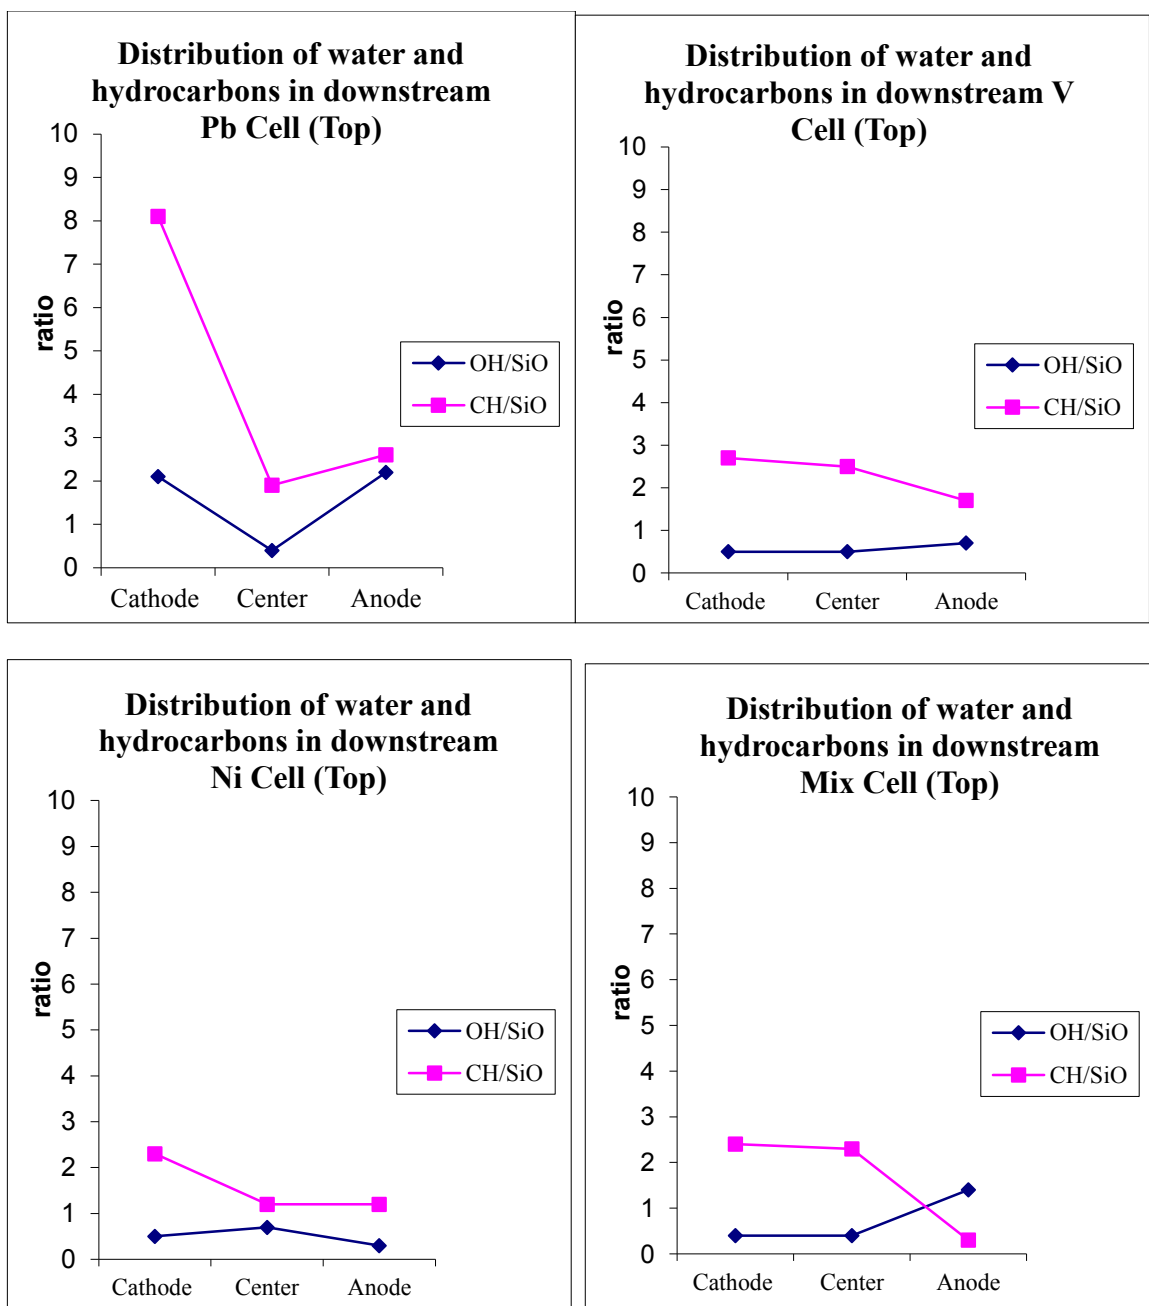 Distribution of water and
hydrocarbons in downstream
Pb Cell (Top)
10
9
8
7
6
5
4
3
2
1
0
ratio
Cathode Center Anode
OH/SiO
CH/SiO
Distribution of water and
hydrocarbons in downstream V
Cell (Top)
10
9
8
7
6
5
4
3
2
1
0
ratio
Cathode Center Anode
OH/SiO
CH/SiO
Distribution of water and
hydrocarbons in downstream
Ni Cell (Top)
10
9
8
7
6
5
4
3
2
1
0
ratio
Cathode Center Anode
OH/SiO
CH/SiO
Distribution of water and
hydrocarbons in downstream
Mix Cell (Top)
10
9
8
7
6
5
4
3
2
1
0
ratio
Cathode Center Anode
OH/SiO
CH/SiO